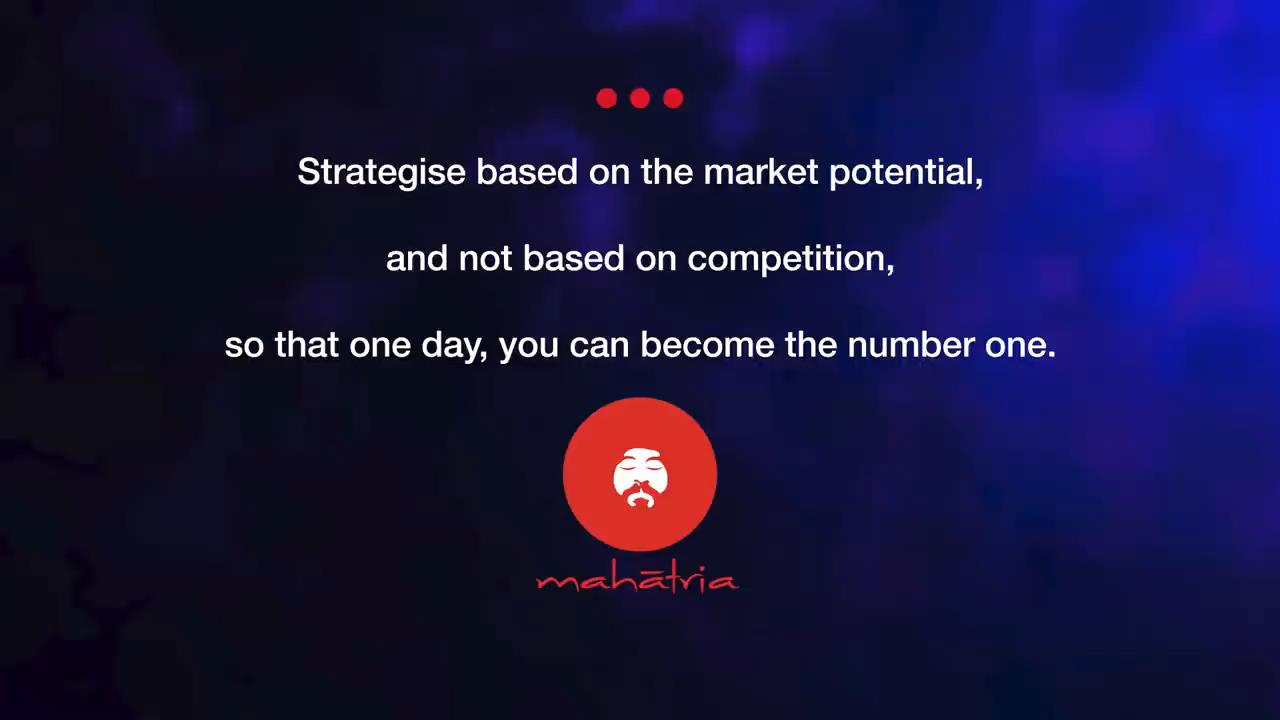 Strategise based on the market potential,
and not based on competition,
so that one day, you can become the number one.
mahātria